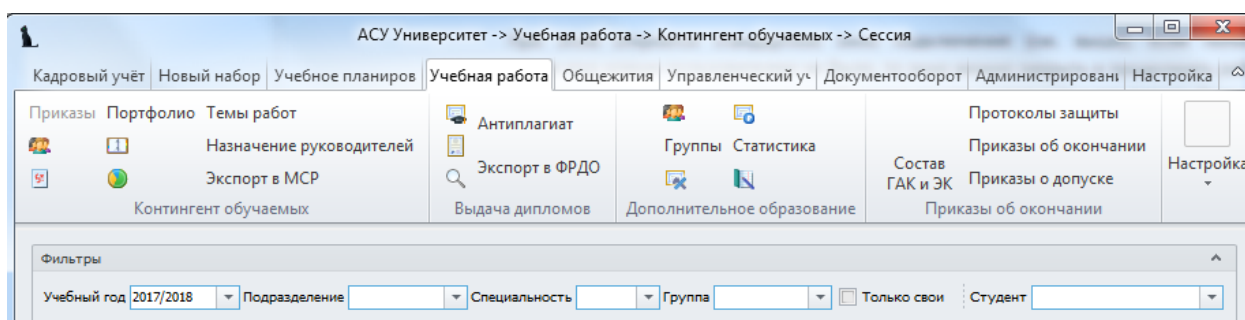 АСУ Университет -> Учебная работа -> Контингент обучаемых -> Сессия
Кадровый учёт Новый набор Учебное планиров Учебная работа Общежития Управленческий уч Документооборот Администрировани Настройка
Приказы Портфолио Темы работ Антиплагиат Протоколы защиты
Назначение руководителей Группы Статистика Приказы об окончании
Экспорт в МСР Экспорт в ФРДО Состав ГАК и ЭК Приказы о допуске Настройка
Контингент обучаемых Выдача дипломов Дополнительное образование Приказы об окончании
Фильтры
Учебный год 2017/2018 Подразделение Специальность Группа Только свои Студент